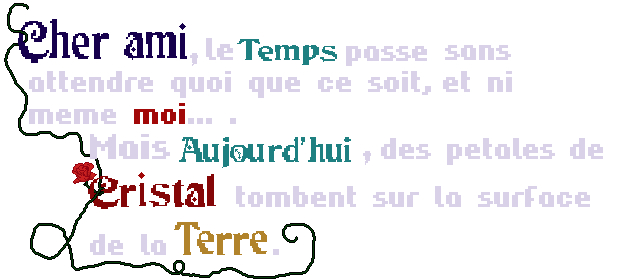 Cher ami, le Temps passe sans
attendre quoi que ce soit, et ni
meme moi... .
Mais Aujourd'hui, des petales de
Cristal tombent sur la surface
de la Terre.